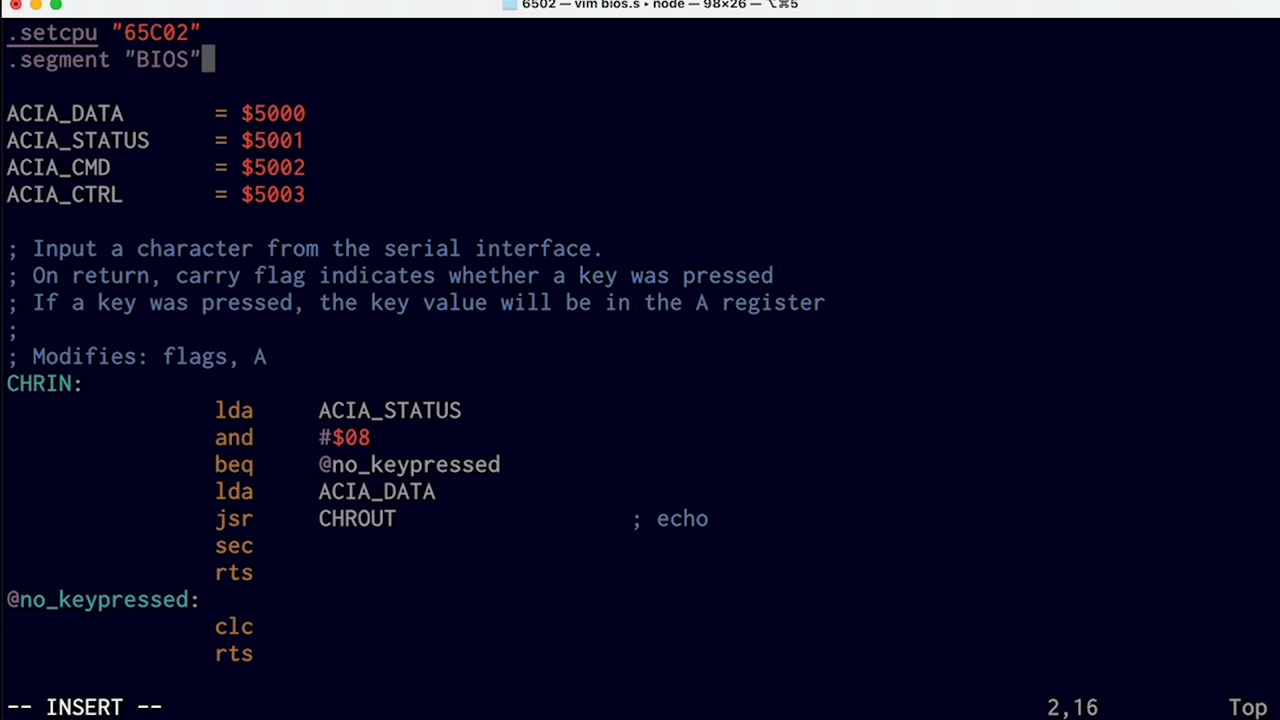 6502 — vim bios.s ▸ node — 98×26 — ⌥⌘5
.setcpu "65C02"
.segment "BIOS"
ACIA_DATA = $5000
ACIA_STATUS = $5001
ACIA_CMD = $5002
ACIA_CTRL = $5003
; Input a character from the serial interface.
; On return, carry flag indicates whether a key was pressed
; If a key was pressed, the key value will be in the A register
;
; Modifies: flags, A
CHRIN:
lda ACIA_STATUS
and #$08
beq @no_keypressed
lda ACIA_DATA
jsr CHROUT ; echo
sec
rts
@no_keypressed:
clc
rts
-- INSERT -- 2,16 Top